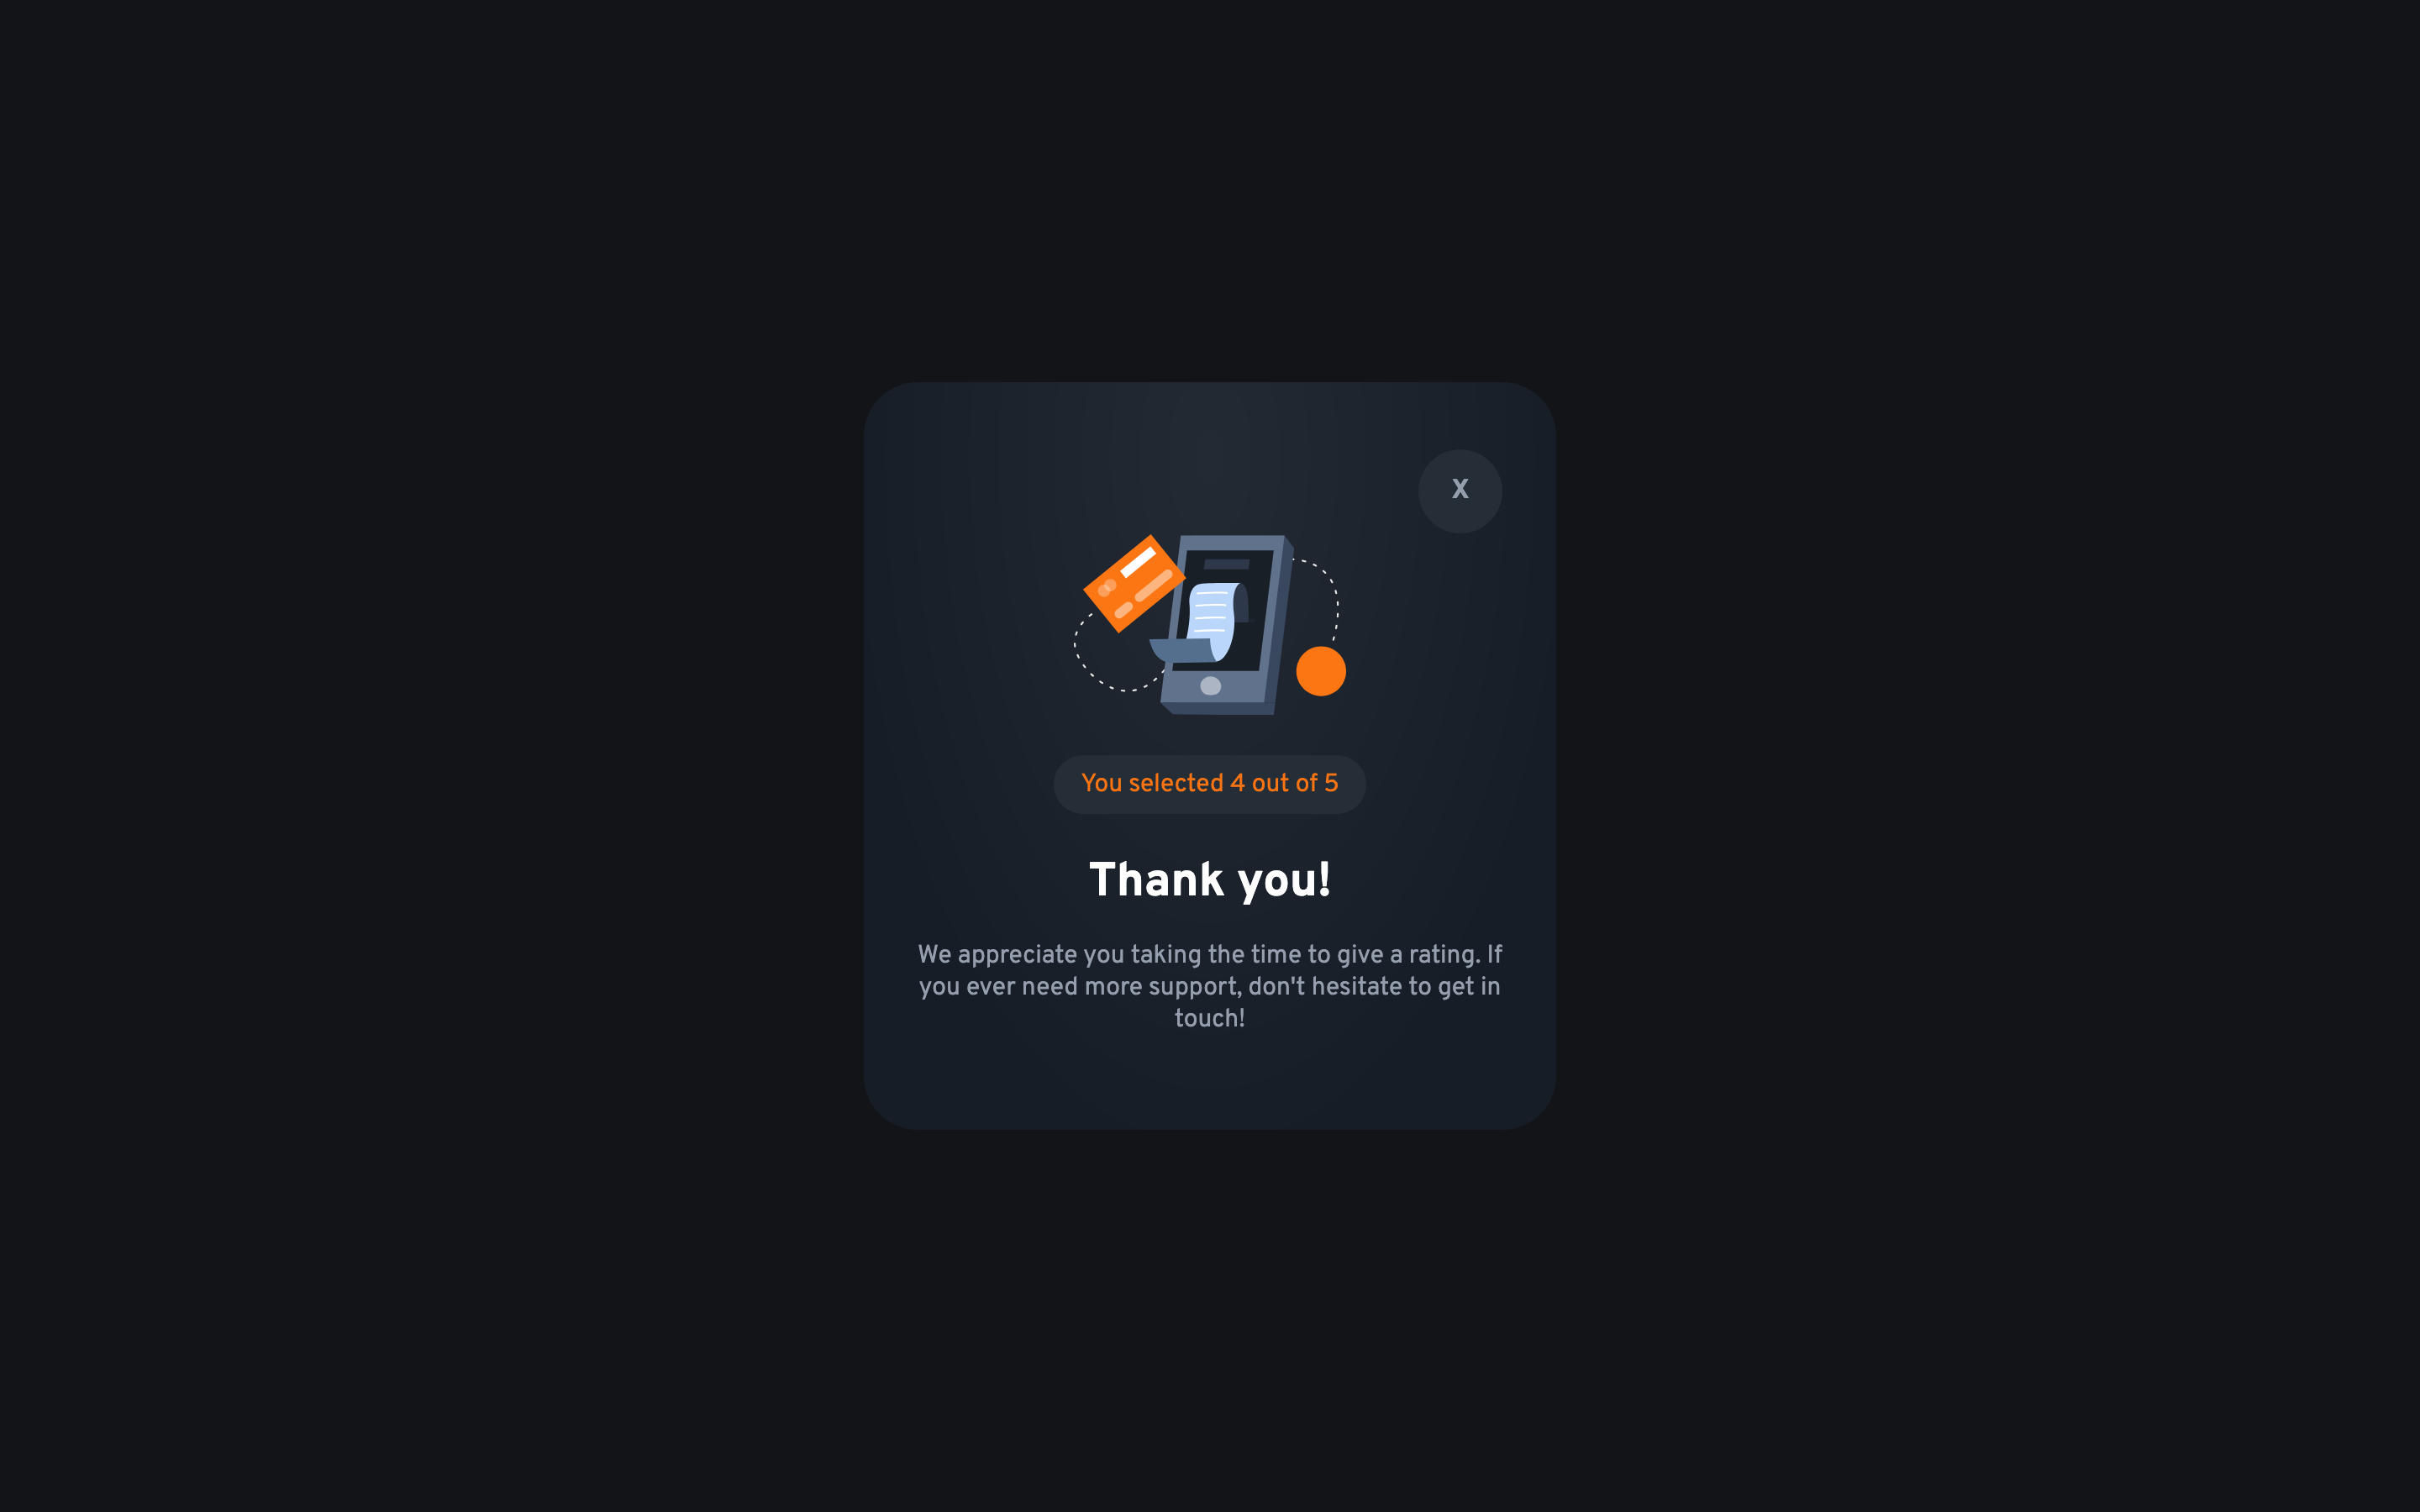 X
You selected 4 out of 5
Thank you!
We appreciate you taking the time to give a rating. If
you ever need more support, don't hesitate to get in
touch!